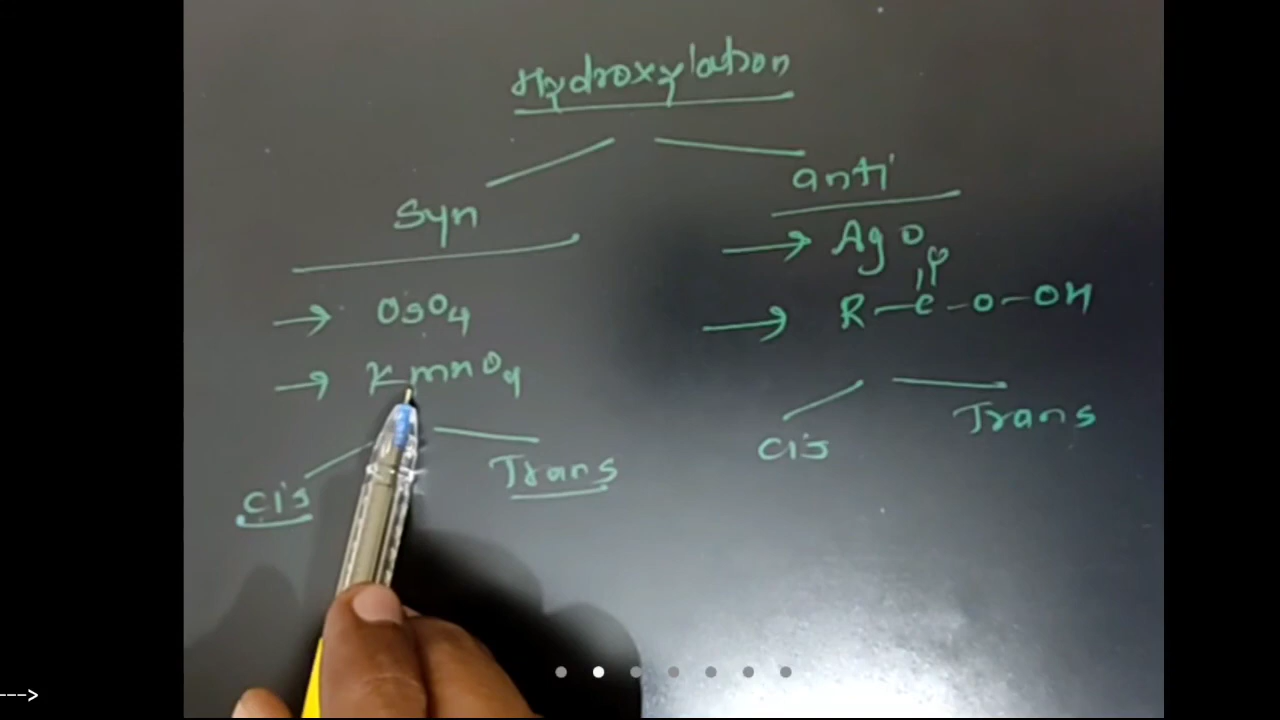 Hydroxylation
Syn
anti
→ OsO4
→ KmnO4
Cis
Trans
→ AgO
O
→ R-C-O-OH
Cis
Trans
--->